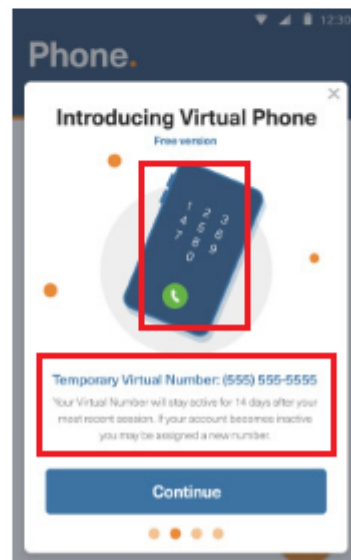 12:30
Phone.
×
Introducing Virtual Phone
Free version
1 2 3
4 5 6
7 8 9
0
Temporary Virtual Number: (555) 555-5555
Your Virtual Number will stay active for 14 days after your
most recent session. If your account becomes inactive
you may be assigned a new number.
Continue